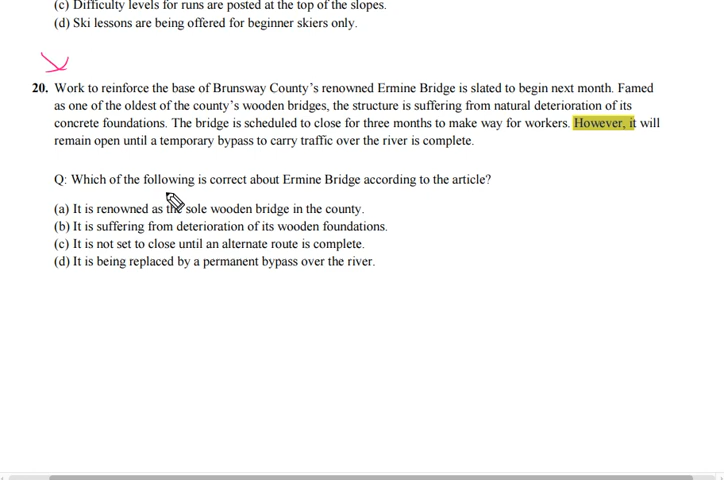 (c) Difficulty levels for runs are posted at the top of the slopes.
(d) Ski lessons are being offered for beginner skiers only.
20. Work to reinforce the base of Brunsway County's renowned Ermine Bridge is slated to begin next month. Famed
as one of the oldest of the county's wooden bridges, the structure is suffering from natural deterioration of its
concrete foundations. The bridge is scheduled to close for three months to make way for workers. However, it will
remain open until a temporary bypass to carry traffic over the river is complete.
Q: Which of the following is correct about Ermine Bridge according to the article?
(a) It is renowned as the sole wooden bridge in the county.
(b) It is suffering from deterioration of its wooden foundations.
(c) It is not set to close until an alternate route is complete.
(d) It is being replaced by a permanent bypass over the river.